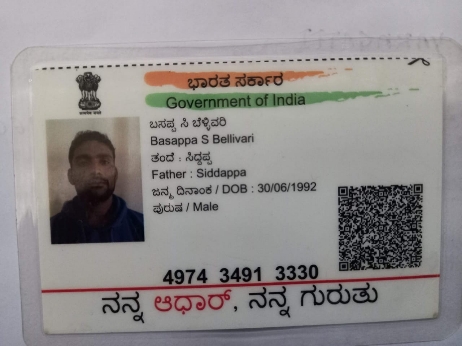 ಭಾರತ ಸರ್ಕಾರ
Government of India
ಬಸಪ್ಪ ಸಿ ಬೆಳ್ಳಿವರಿ
Basappa S Bellivari
ತಂದೆ : ಸಿದ್ದಪ್ಪ
Father : Siddappa
ಜನ್ಮ ದಿನಾಂಕ / DOB : 30/06/1992
ಪುರುಷ / Male
4974 3491 3330
ನನ್ನ ಆಧಾರ್, ನನ್ನ ಗುರುತು